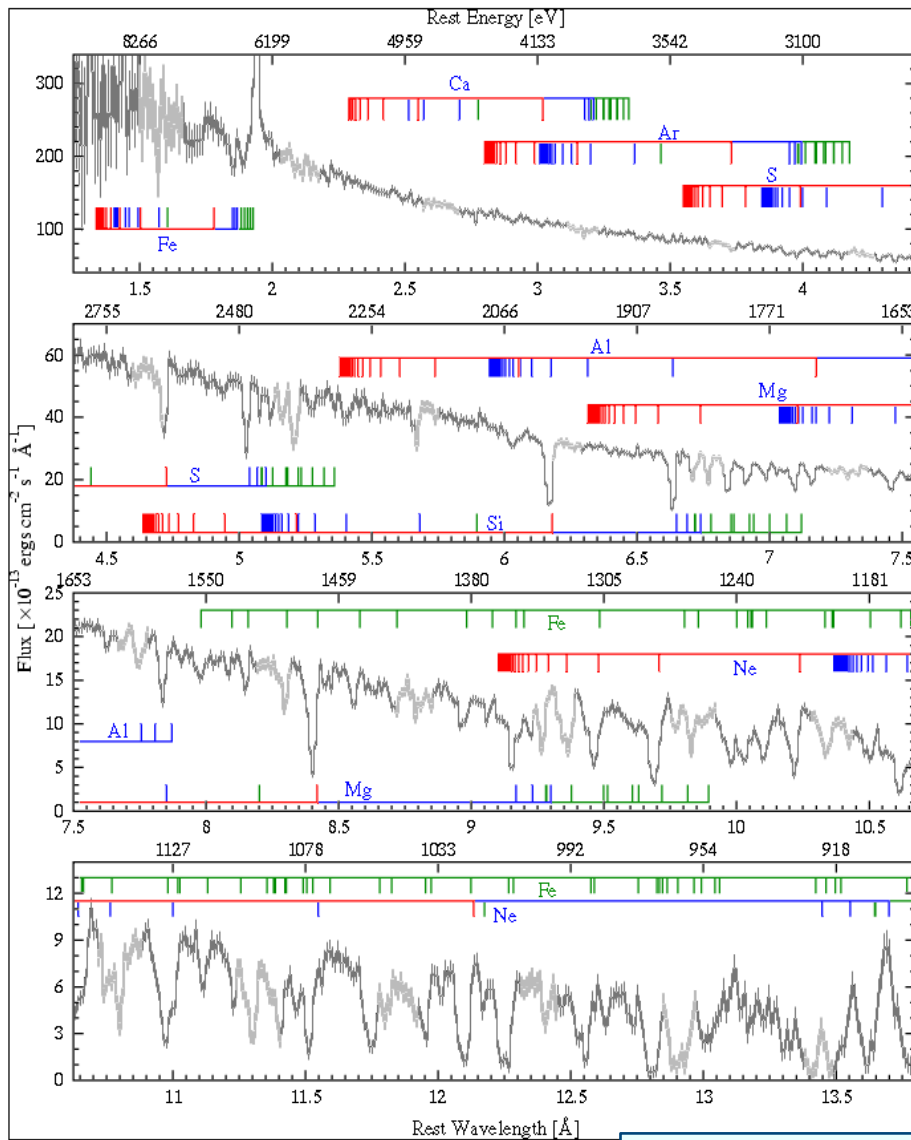 Rest Energy [eV]
8266 6199 4959 4133 3542 3100
Ca
Ar
S
Fe
300
200
100
1.5 2 2.5 3 3.5 4
2755 2480 2254 2066 1907 1771 1653
Al
Mg
S
Si
60
40
20
0
4.5 5 5.5 6 6.5 7 7.5
1653 1550 1459 1380 1305 1240 1181
Fe
Ne
Al
Mg
25
20
15
10
5
0
7.5 8 8.5 9 9.5 10 10.5
1127 1078 1033 992 954 918
Fe
Ne
12
9
6
3
0
11 11.5 12 12.5 13 13.5
Rest Wavelength [Å]
Flux [×10⁻¹³ ergs cm⁻² s⁻¹ Å⁻¹]